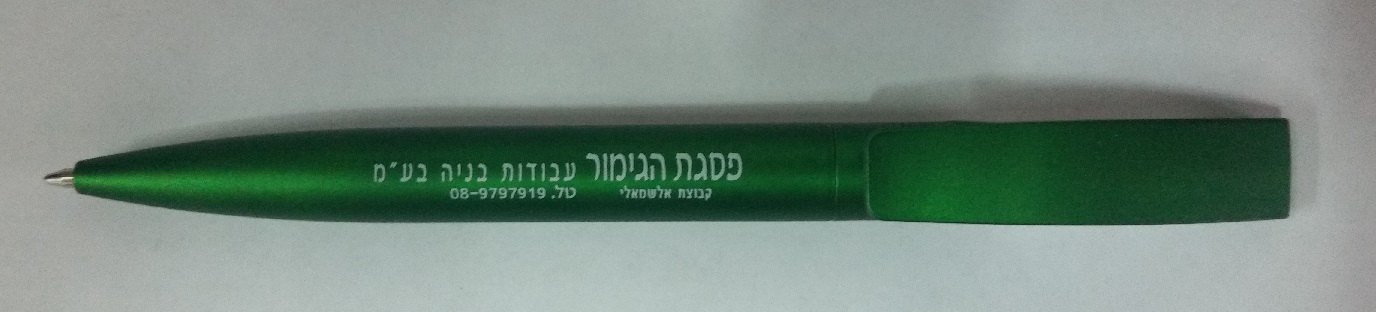 פסגת הגימור עבודות בניה בע"מ
קבוצת אלשמאלי טל. 08-9797919